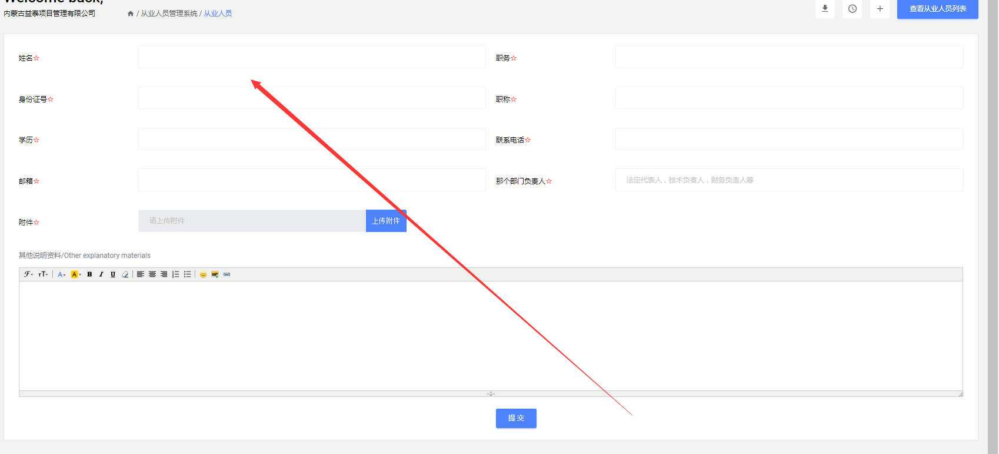 Welcome back,
内蒙古益泰项目管理有限公司
/ 从业人员管理系统 / 从业人员
查看从业人员列表
姓名☆
职务☆
身份证号☆
职称☆
学历☆
联系电话☆
邮箱☆
那个部门负责人☆
法定代表人，技术负者人，财务负责人等
附件☆
请上传附件
上传附件
其他说明资料/Other explanatory materials
提交